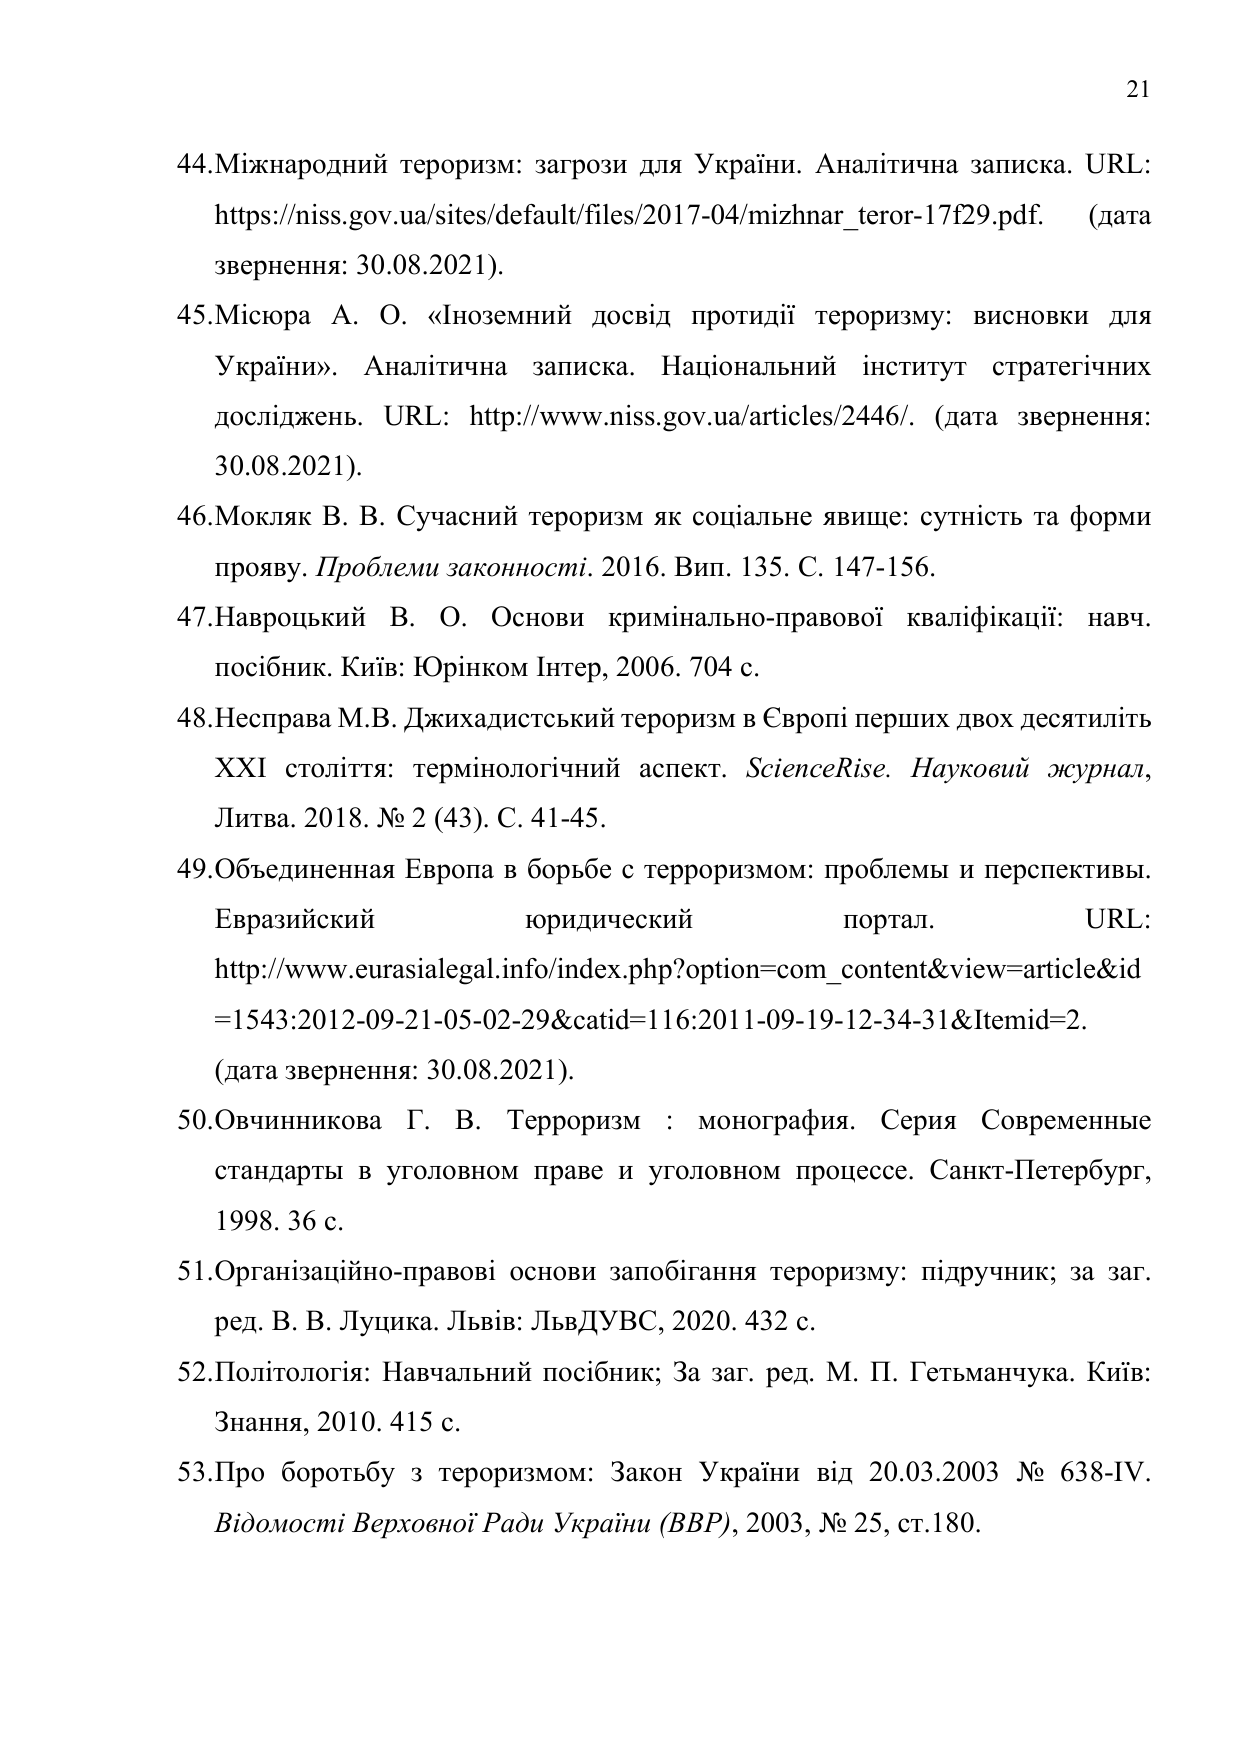 21
44.Міжнародний тероризм: загрози для України. Аналітична записка. URL:
https://niss.gov.ua/sites/default/files/2017-04/mizhnar_teror-17f29.pdf. (дата
звернення: 30.08.2021).
45.Місюра А. О. «Іноземний досвід протидії тероризму: висновки для
України». Аналітична записка. Національний інститут стратегічних
досліджень. URL: http://www.niss.gov.ua/articles/2446/. (дата звернення:
30.08.2021).
46.Мокляк В. В. Сучасний тероризм як соціальне явище: сутність та форми
прояву. Проблеми законності. 2016. Вип. 135. С. 147-156.
47.Навроцький В. О. Основи кримінально-правової кваліфікації: навч.
посібник. Київ: Юрінком Інтер, 2006. 704 с.
48.Несправа М.В. Джихадистський тероризм в Європі перших двох десятиліть
ХХІ століття: термінологічний аспект. ScienceRise. Науковий журнал,
Литва. 2018. № 2 (43). С. 41-45.
49.Объединенная Европа в борьбе с терроризмом: проблемы и перспективы.
Евразийский юридический портал. URL:
http://www.eurasialegal.info/index.php?option=com_content&view=article&id
=1543:2012-09-21-05-02-29&catid=116:2011-09-19-12-34-31&Itemid=2.
(дата звернення: 30.08.2021).
50.Овчинникова Г. В. Терроризм : монография. Серия Современные
стандарты в уголовном праве и уголовном процессе. Санкт-Петербург,
1998. 36 с.
51.Організаційно-правові основи запобігання тероризму: підручник; за заг.
ред. В. В. Луцика. Львів: ЛьвДУВС, 2020. 432 с.
52.Політологія: Навчальний посібник; За заг. ред. М. П. Гетьманчука. Київ:
Знання, 2010. 415 с.
53.Про боротьбу з тероризмом: Закон України від 20.03.2003 № 638-IV.
Відомості Верховної Ради України (ВВР), 2003, № 25, ст.180.